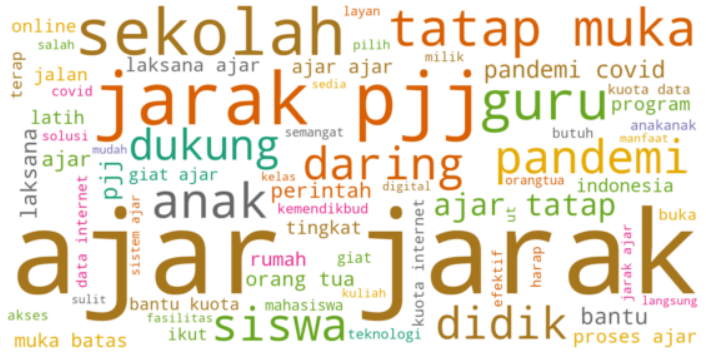 online
sekolah
layan
tatap muka
salah
pilih
milik
terap
jalan
laksana ajar
ajar ajar
pandemi covid
covid
jarak pjj
sedia
guru
kuota data
program
latih
solusi
dukung
semangat
butuh
anakanak
manfaat
laksana
ajar
mudah
pjj
giat ajar
daring
kelas
pandemi
orangtua
indonesia
data internet
sistem ajar
anak
perintah
digital
kemendikbud
tingkat
kuota internet
ajar tatap
ut
buka
ajar jarak
rumah
giat
orang tua
kuliah
efektif
harap
jarak ajar
langsung
sulit
bantu kuota
mahasiswa
akses
fasilitas
siswa
didik
bantu
muka batas
ikut
teknologi
proses ajar